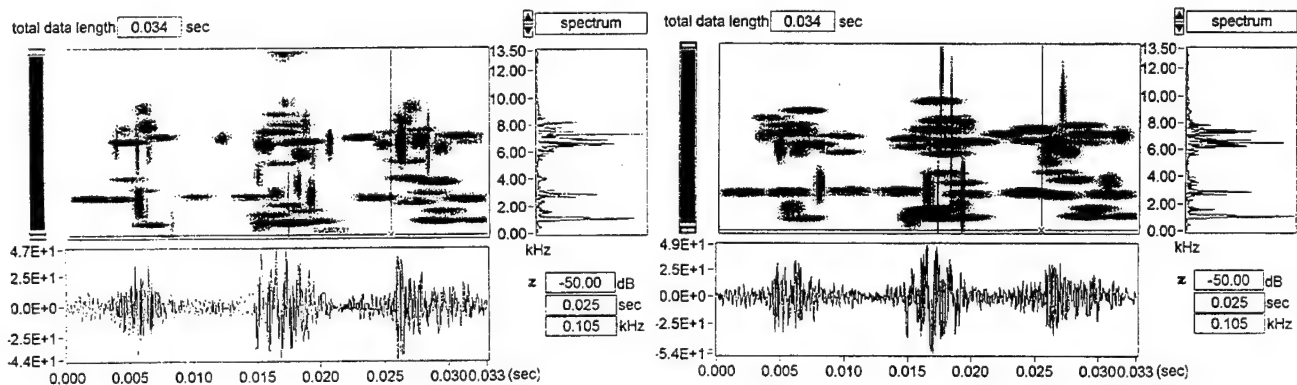 total data length 0.034 sec
spectrum
13.50
12.00
10.00
8.00
6.00
4.00
2.00
0.00
kHz
4.7E+1
2.5E+1
0.0E+0
-2.5E+1
-4.4E+1
0.000 0.005 0.010 0.015 0.020 0.025 0.030 0.033 (sec)
z -50.00 dB
0.025 sec
0.105 kHz
total data length 0.034 sec
spectrum
13.50
12.00
10.00
8.00
6.00
4.00
2.00
0.00
kHz
4.9E+1
2.5E+1
0.0E+0
-2.5E+1
-5.4E+1
0.000 0.005 0.010 0.015 0.020 0.025 0.030 0.033 (sec)
z -50.00 dB
0.025 sec
0.105 kHz